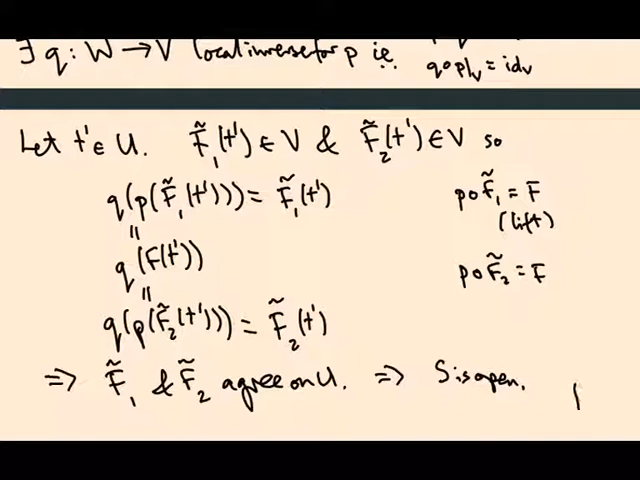 ∃ q: W → V local inverse for p i.e.
q∘p|ᵥ = idᵥ
Let t' ∈ U. F̃₁(t') ∈ V & F̃₂(t') ∈ V so
q(p(F̃₁(t'))) = F̃₁(t') p∘F̃₁ = F
(lift)
q(F(t'))
p∘F̃₂ = F
q(p(F̃₂(t'))) = F̃₂(t')
⇒ F̃₁ & F̃₂ agree on U. ⇒ S is open.